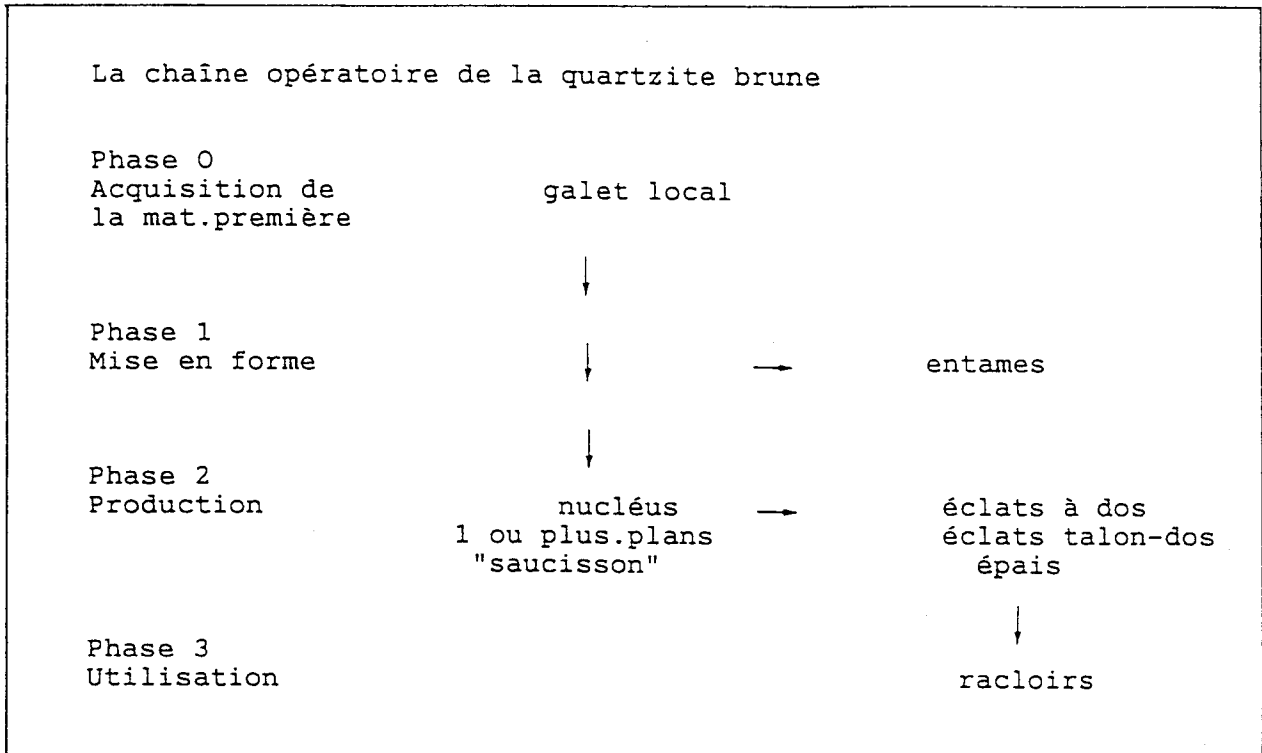 La chaîne opératoire de la quartzite brune
Phase O
Acquisition de
la mat.première
galet local
Phase 1
Mise en forme
entames
Phase 2
Production
nucléus
1 ou plus.plans
"saucisson"
éclats à dos
éclats talon-dos
épais
Phase 3
Utilisation
racloirs